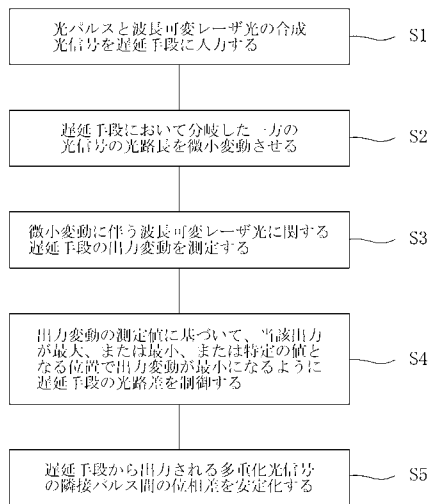 光パルスと波長可変レーザ光の合成
光信号を遅延手段に入力する
S1
遅延手段において分岐した一方の
光信号の光路長を微小変動させる
S2
微小変動に伴う波長可変レーザ光に関する
遅延手段の出力変動を測定する
S3
出力変動の測定値に基づいて、当該出力
が最大、または最小、または特定の値と
なる位置で出力変動が最小になるように
遅延手段の光路差を制御する
S4
遅延手段から出力される多重化光信号
の隣接パルス間の位相差を安定化する
S5